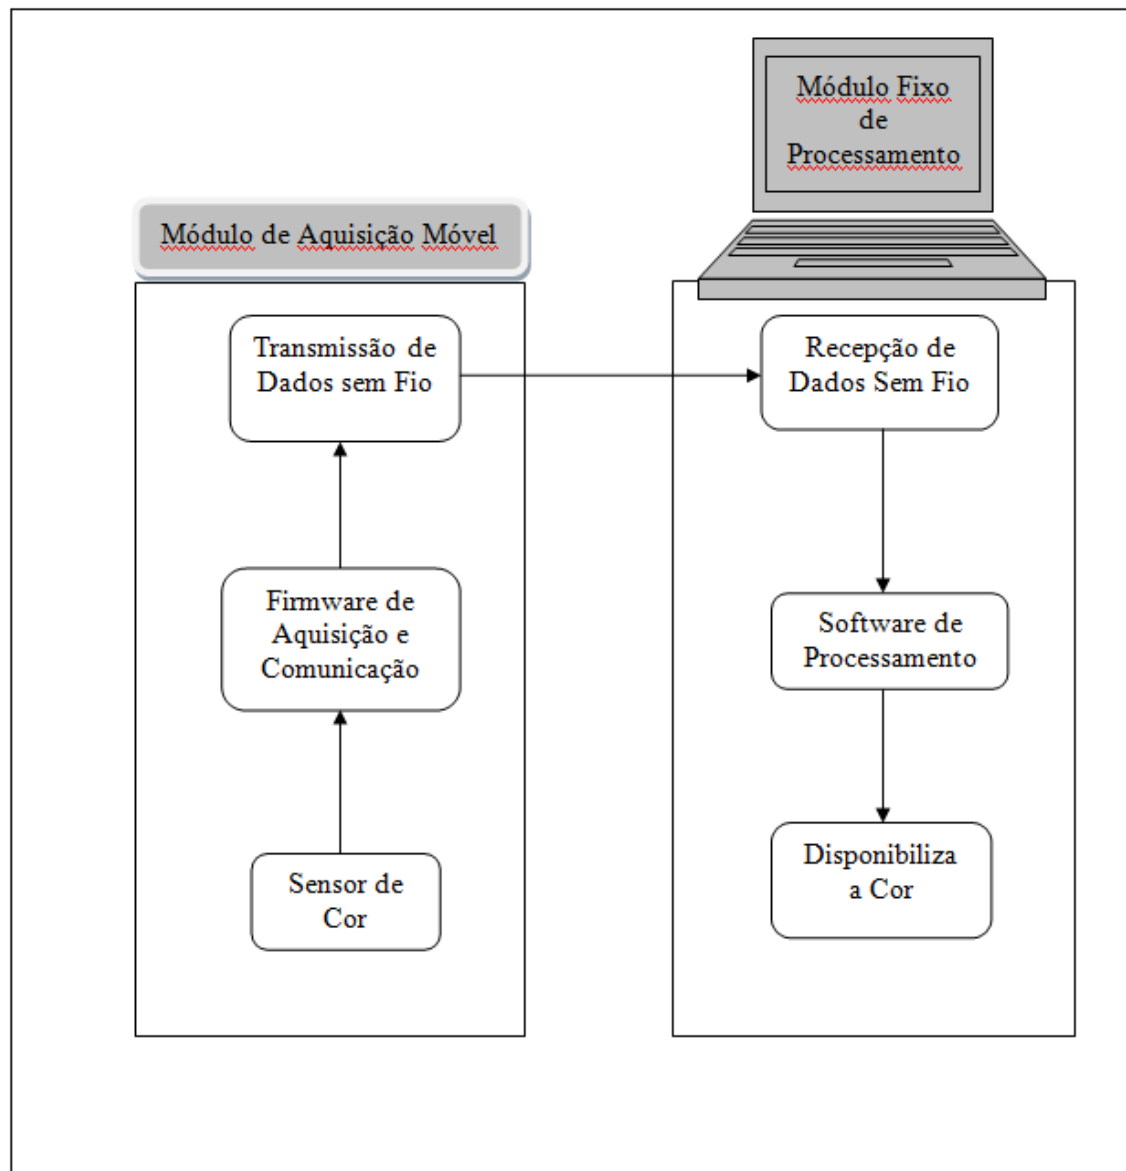 Módulo Fixo
de
Processamento
Módulo de Aquisição Móvel
Transmissão de
Dados sem Fio
Recepção de
Dados Sem Fio
Firmware de
Aquisição e
Comunicação
Software de
Processamento
Sensor de
Cor
Disponibiliza
a Cor